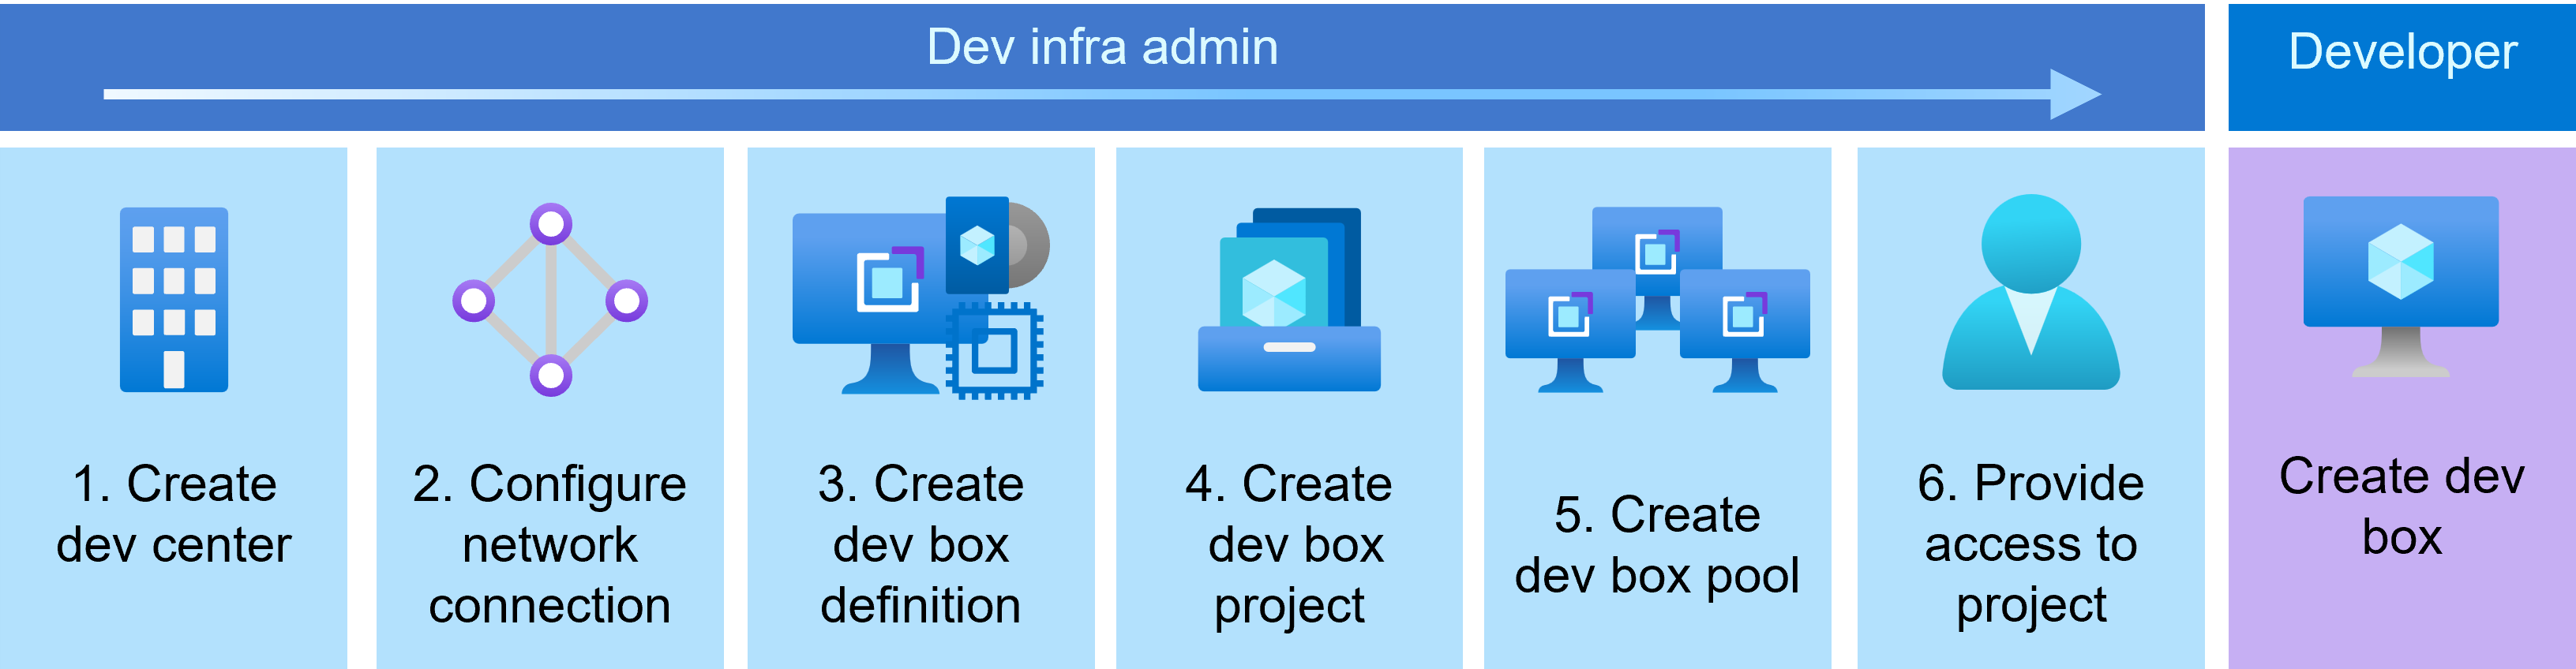 Dev infra admin
Developer
1. Create
dev center
2. Configure
network
connection
3. Create
dev box
definition
4. Create
dev box
project
5. Create
dev box pool
6. Provide
access to
project
Create dev
box